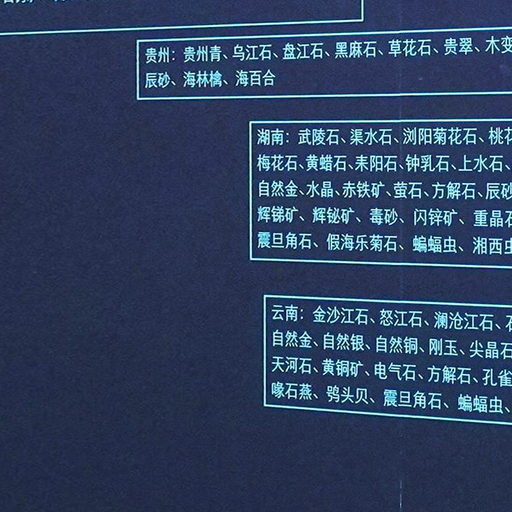 贵州：贵州青、乌江石、盘江石、黑麻石、草花石、贵翠、木变
辰砂、海林檎、海百合
湖南：武陵石、渠水石、浏阳菊花石、桃花
梅花石、黄蜡石、耒阳石、钟乳石、上水石、
自然金、水晶、赤铁矿、萤石、方解石、辰砂
辉锑矿、辉铋矿、毒砂、闪锌矿、重晶石
震旦角石、假海乐菊石、蝙蝠虫、湘西虫
云南：金沙江石、怒江石、澜沧江石、石
自然金、自然银、自然铜、刚玉、尖晶石
天河石、黄铜矿、电气石、方解石、孔雀
喙石燕、鸮头贝、震旦角石、蝙蝠虫、